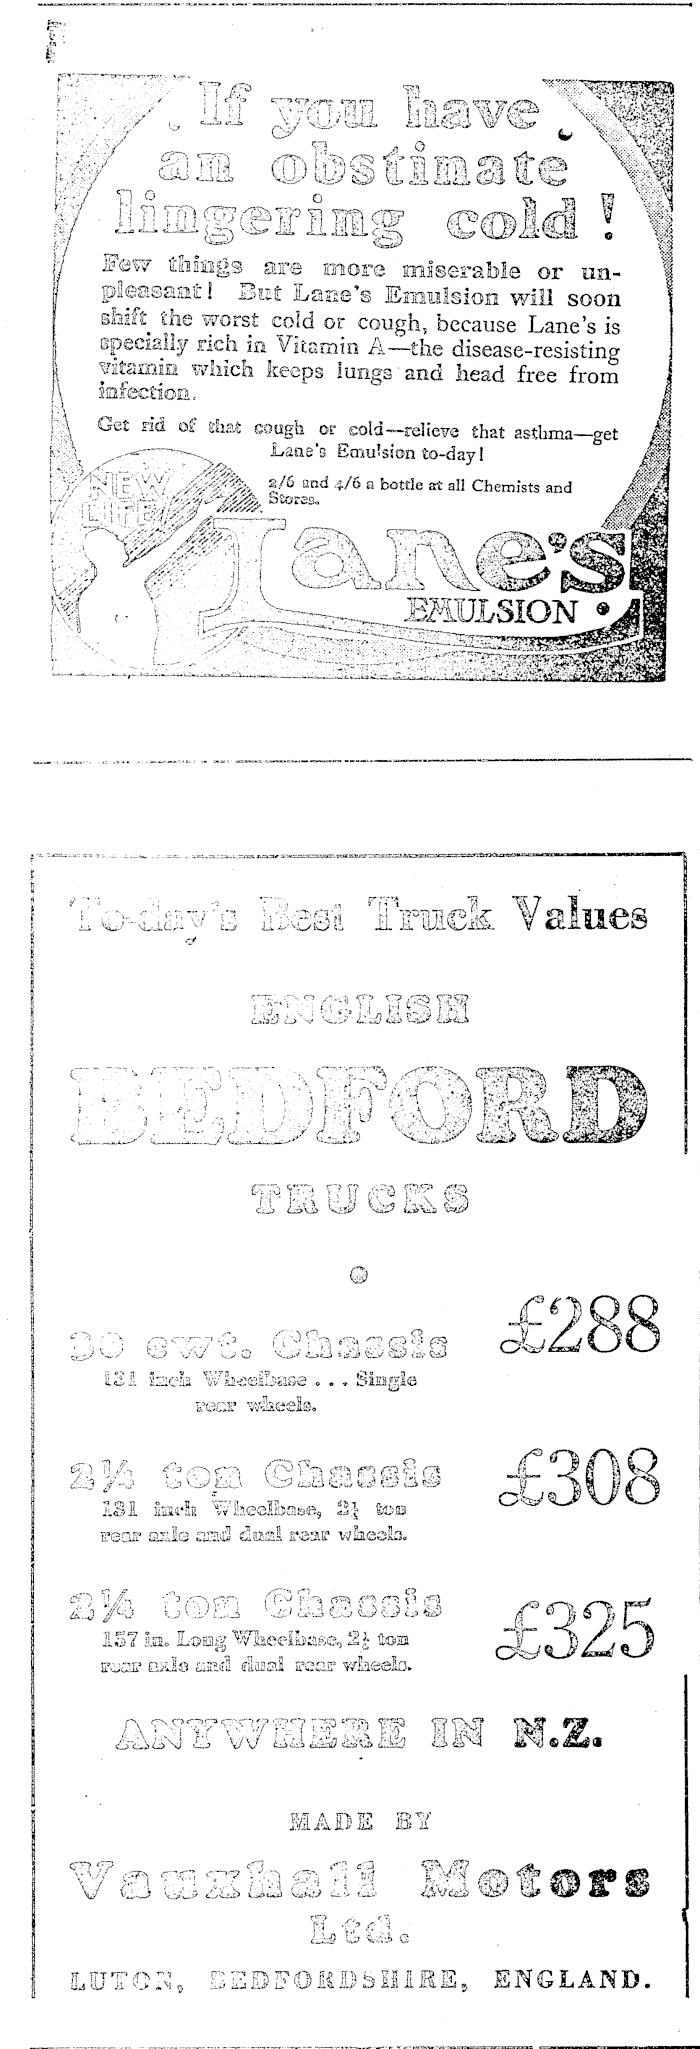 If you have
an obstinate
lingering cold!
Few things are more miserable or un-
pleasant! But Lane's Emulsion will soon
shift the worst cold or cough, because Lane's is
specially rich in Vitamin A—the disease-resisting
vitamin which keeps lungs and head free from
infection.
Get rid of that cough or cold—relieve that asthma—get
Lane's Emulsion to-day!
2/6 and 4/6 a bottle at all Chemists and
Stores.
NEW
LIFE!
Lane's
EMULSION
To-day's Best Truck Values
ENGLISH
BEDFORD
TRUCKS
30 cwt. Chassis £288
131 inch Wheelbase . . . Single
rear wheels.
2¼ ton Chassis £308
131 inch Wheelbase, 2¼ ton
rear axle and dual rear wheels.
2¼ ton Chassis £325
157 in. Long Wheelbase, 2¼ ton
rear axle and dual rear wheels.
ANYWHERE IN N.Z.
MADE BY
Vauxhall Motors
Ltd.
LUTON, BEDFORDSHIRE, ENGLAND.